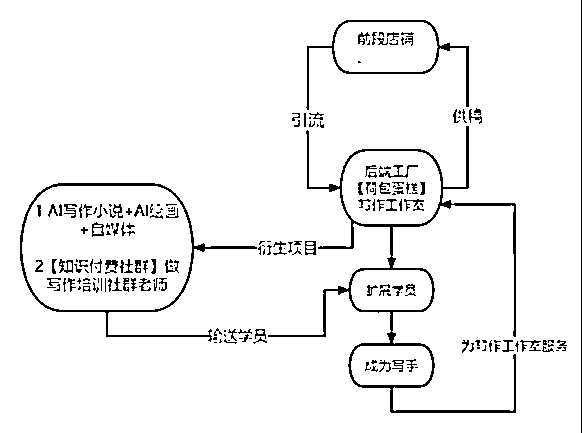 前段店铺
引流
供稿
后端工厂
【荷包蛋糕】
写作工作室
1 AI写作小说+AI绘画
+自媒体
2【知识付费社群】做
写作培训社群老师
衍生项目
扩展学员
输送学员
成为写手
为写作工作室服务